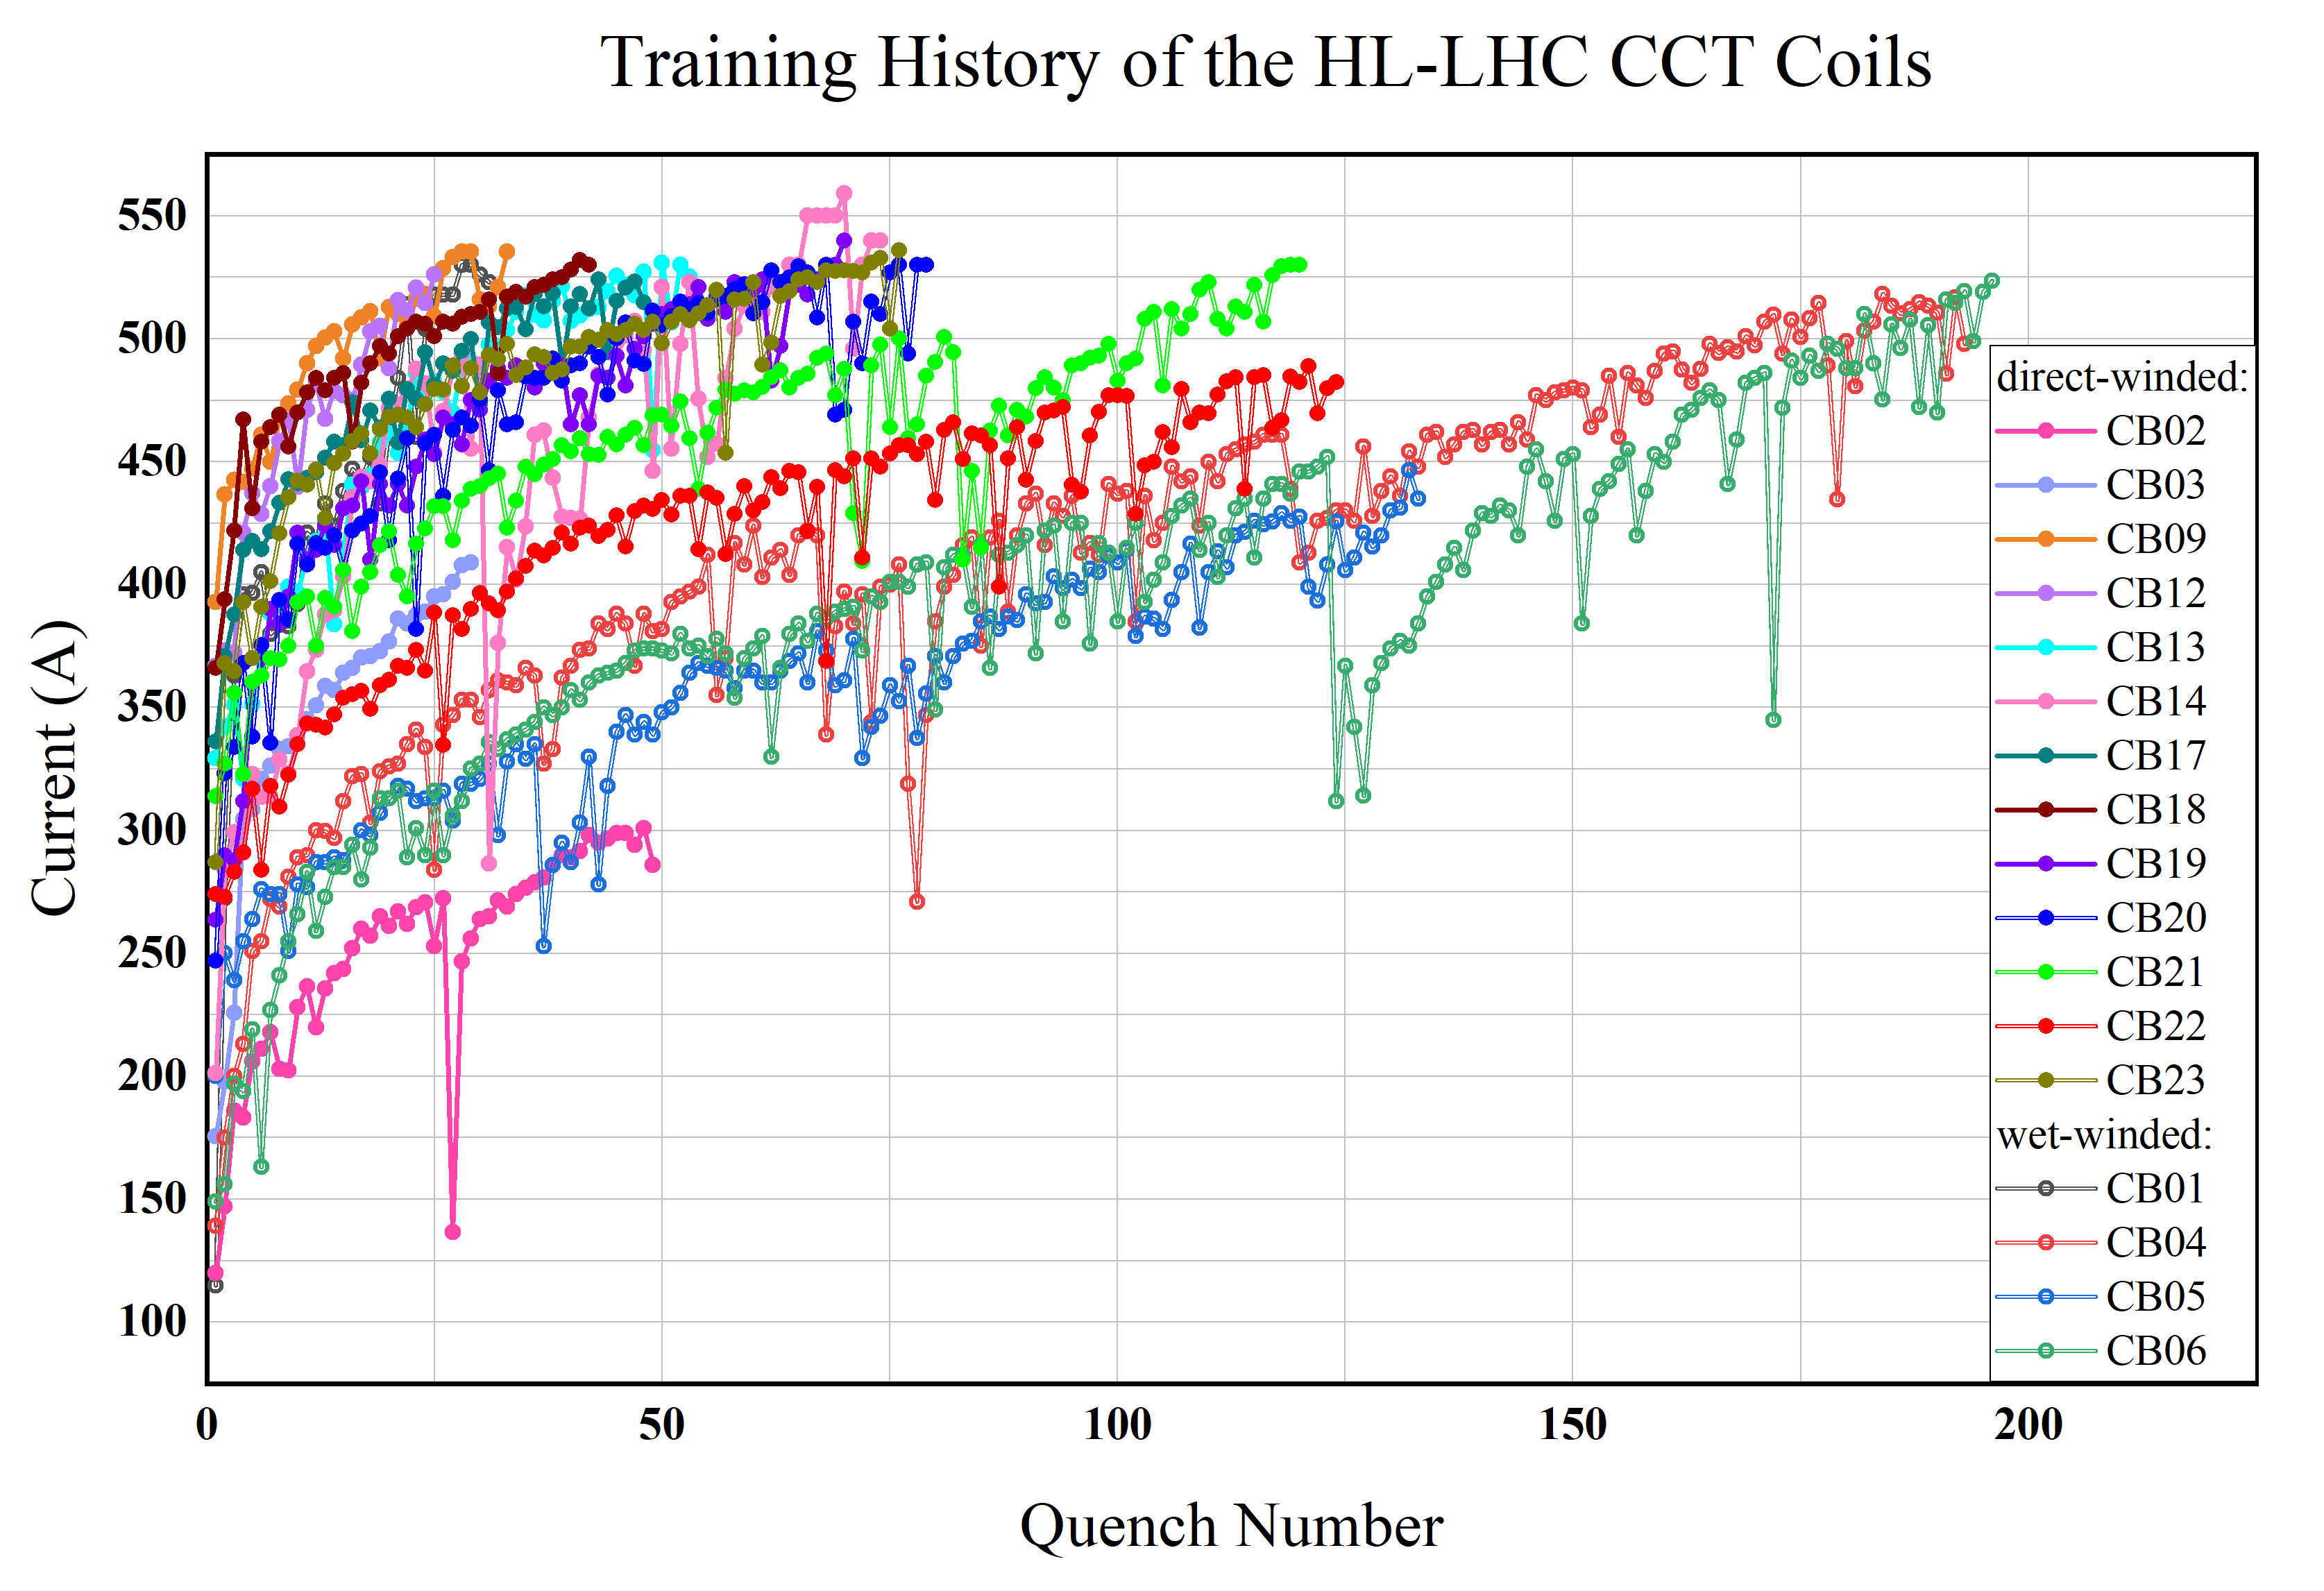 Training History of the HL-LHC CCT Coils
Current (A)
550
500
450
400
350
300
250
200
150
100
0 50 100 150 200
Quench Number
direct-winded:
CB02
CB03
CB09
CB12
CB13
CB14
CB17
CB18
CB19
CB20
CB21
CB22
CB23
wet-winded:
CB01
CB04
CB05
CB06